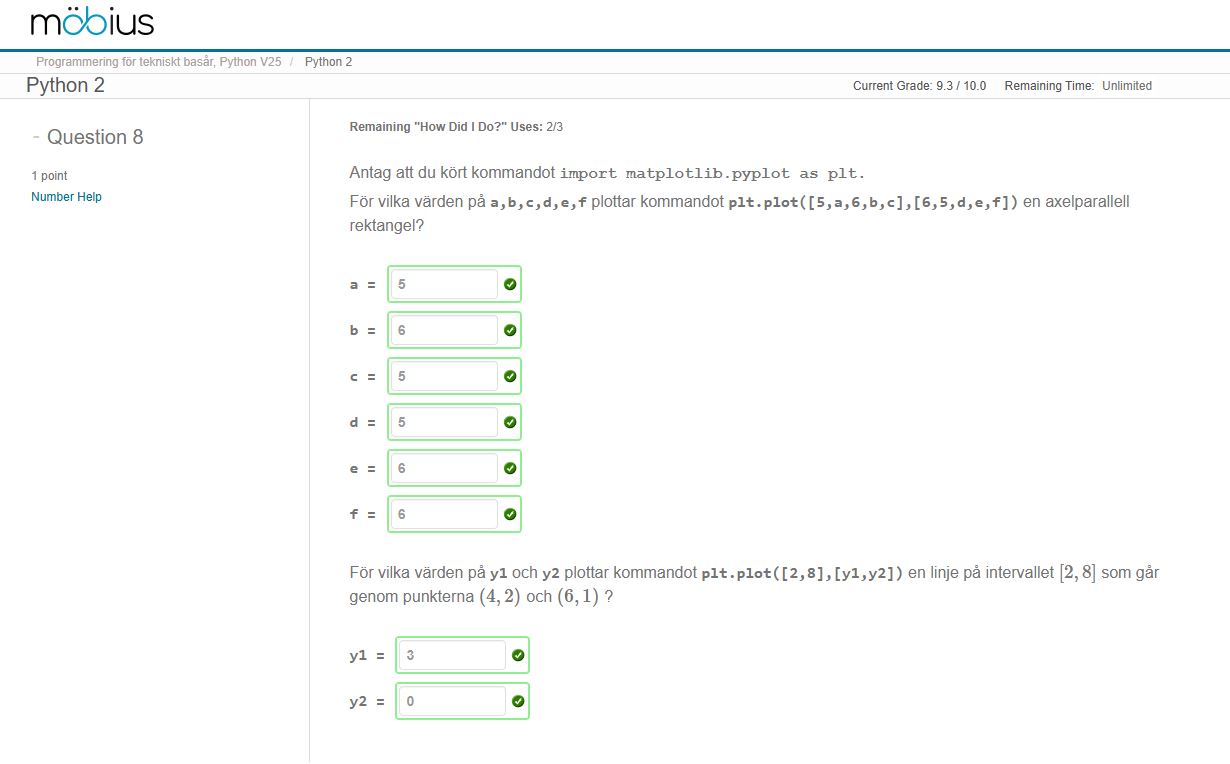 möbius
Programmering för tekniskt basår, Python V25 / Python 2
Python 2
Current Grade: 9.3 / 10.0 Remaining Time: Unlimited
- Question 8
1 point
Number Help
Remaining "How Did I Do?" Uses: 2/3
Antag att du kört kommandot import matplotlib.pyplot as plt.
För vilka värden på a,b,c,d,e,f plottar kommandot plt.plot([5,a,6,b,c],[6,5,d,e,f]) en axelparallell
rektangel?
a = 5
b = 6
c = 5
d = 5
e = 6
f = 6
För vilka värden på y1 och y2 plottar kommandot plt.plot([2,8],[y1,y2]) en linje på intervallet [2, 8] som går
genom punkterna (4, 2) och (6, 1) ?
y1 = 3
y2 = 0